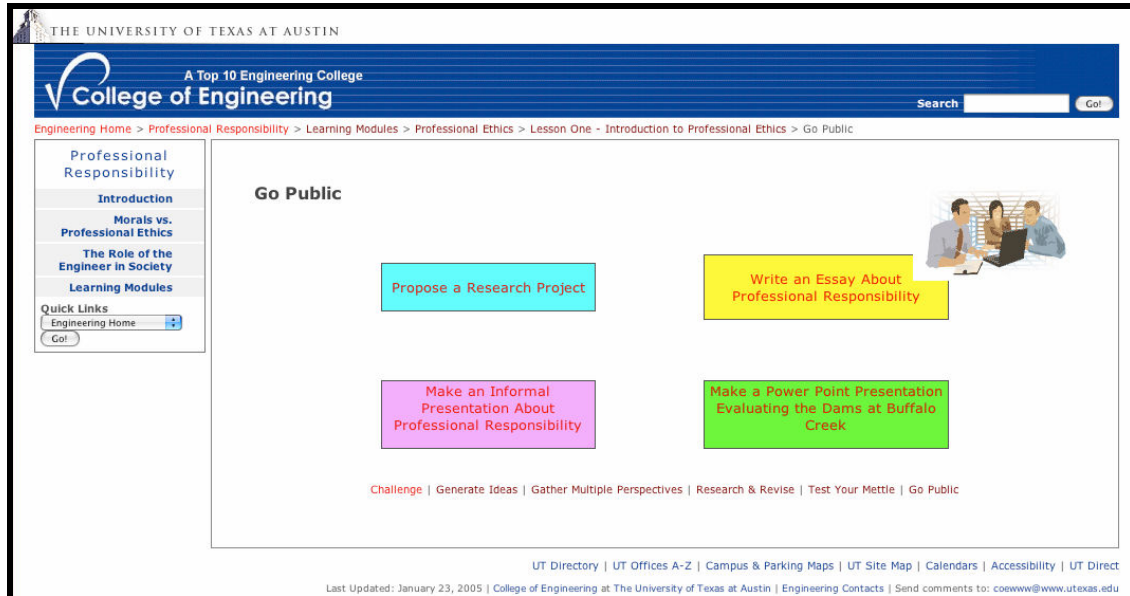 THE UNIVERSITY OF TEXAS AT AUSTIN
A Top 10 Engineering College
College of Engineering
Search Go!
Engineering Home > Professional Responsibility > Learning Modules > Professional Ethics > Lesson One - Introduction to Professional Ethics > Go Public
Professional
Responsibility
Introduction
Morals vs.
Professional Ethics
The Role of the
Engineer in Society
Learning Modules
Quick Links
Engineering Home
Go!
Go Public
Propose a Research Project
Write an Essay About
Professional Responsibility
Make an Informal
Presentation About
Professional Responsibility
Make a Power Point Presentation
Evaluating the Dams at Buffalo
Creek
Challenge | Generate Ideas | Gather Multiple Perspectives | Research & Revise | Test Your Mettle | Go Public
UT Directory | UT Offices A-Z | Campus & Parking Maps | UT Site Map | Calendars | Accessibility | UT Direct
Last Updated: January 23, 2005 | College of Engineering at The University of Texas at Austin | Engineering Contacts | Send comments to: coewww@www.utexas.edu